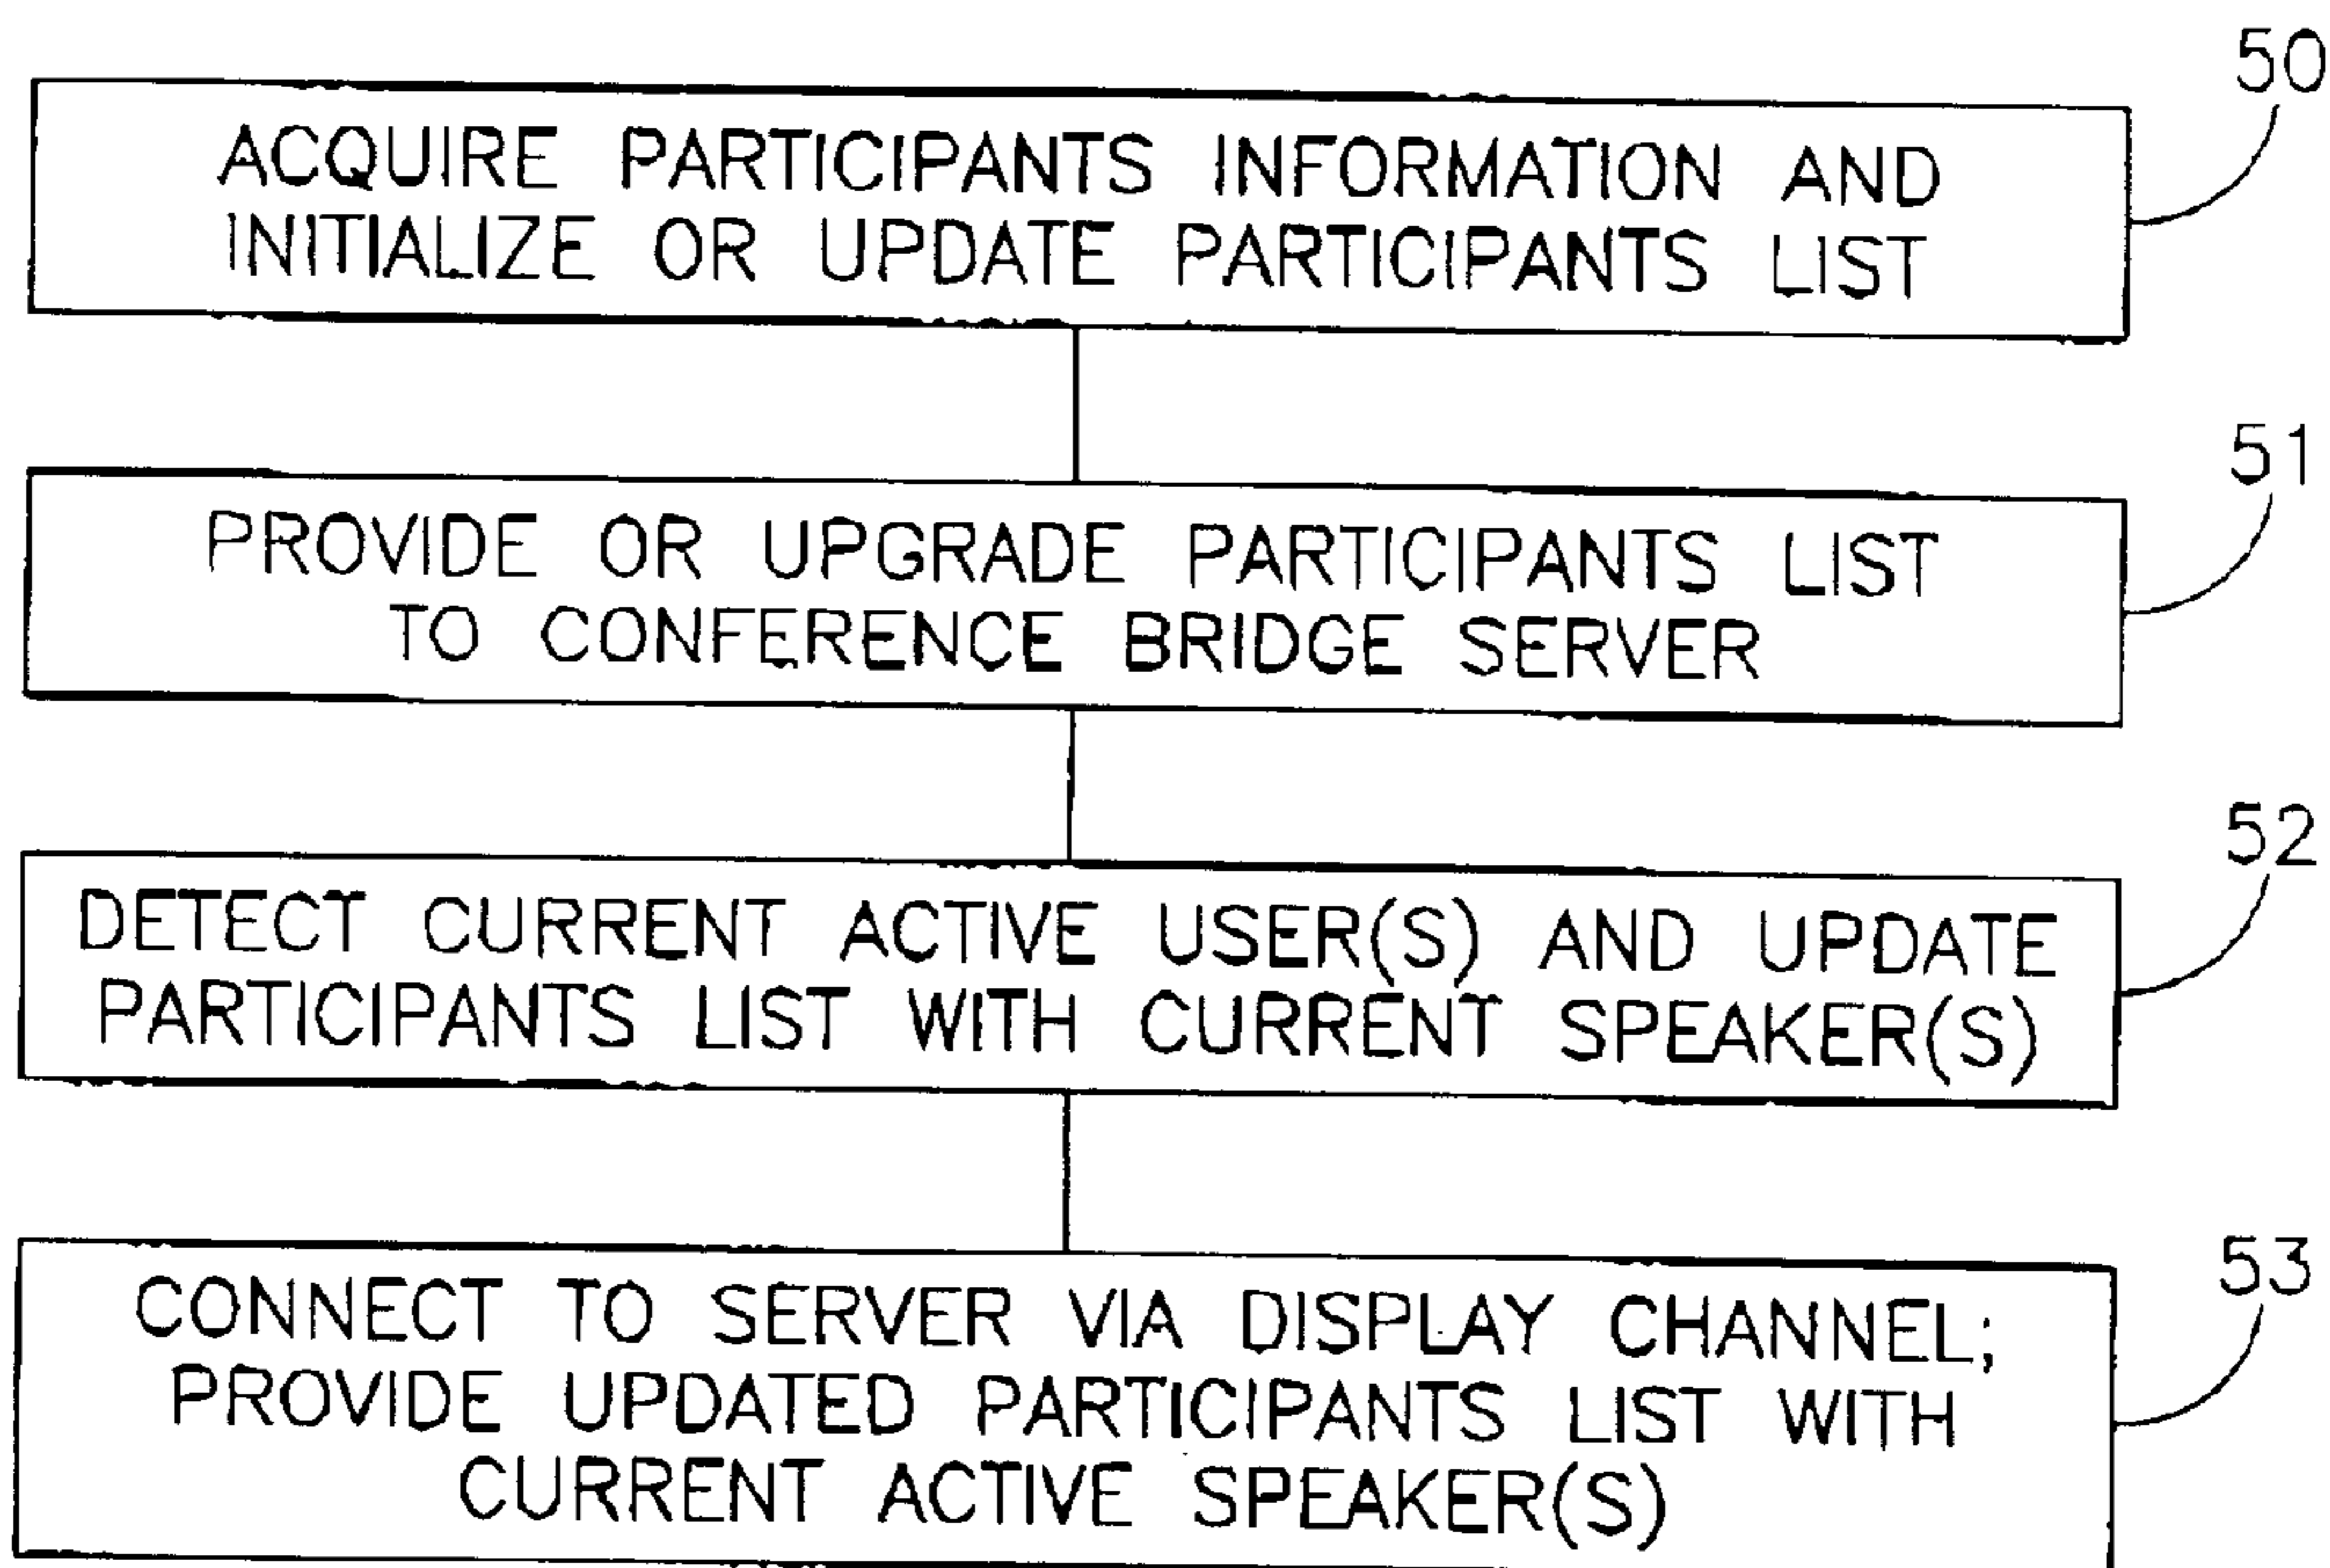 50
ACQUIRE PARTICIPANTS INFORMATION AND
INITIALIZE OR UPDATE PARTICIPANTS LIST
51
PROVIDE OR UPGRADE PARTICIPANTS LIST
TO CONFERENCE BRIDGE SERVER
52
DETECT CURRENT ACTIVE USER(S) AND UPDATE
PARTICIPANTS LIST WITH CURRENT SPEAKER(S)
53
CONNECT TO SERVER VIA DISPLAY CHANNEL;
PROVIDE UPDATED PARTICIPANTS LIST WITH
CURRENT ACTIVE SPEAKER(S)